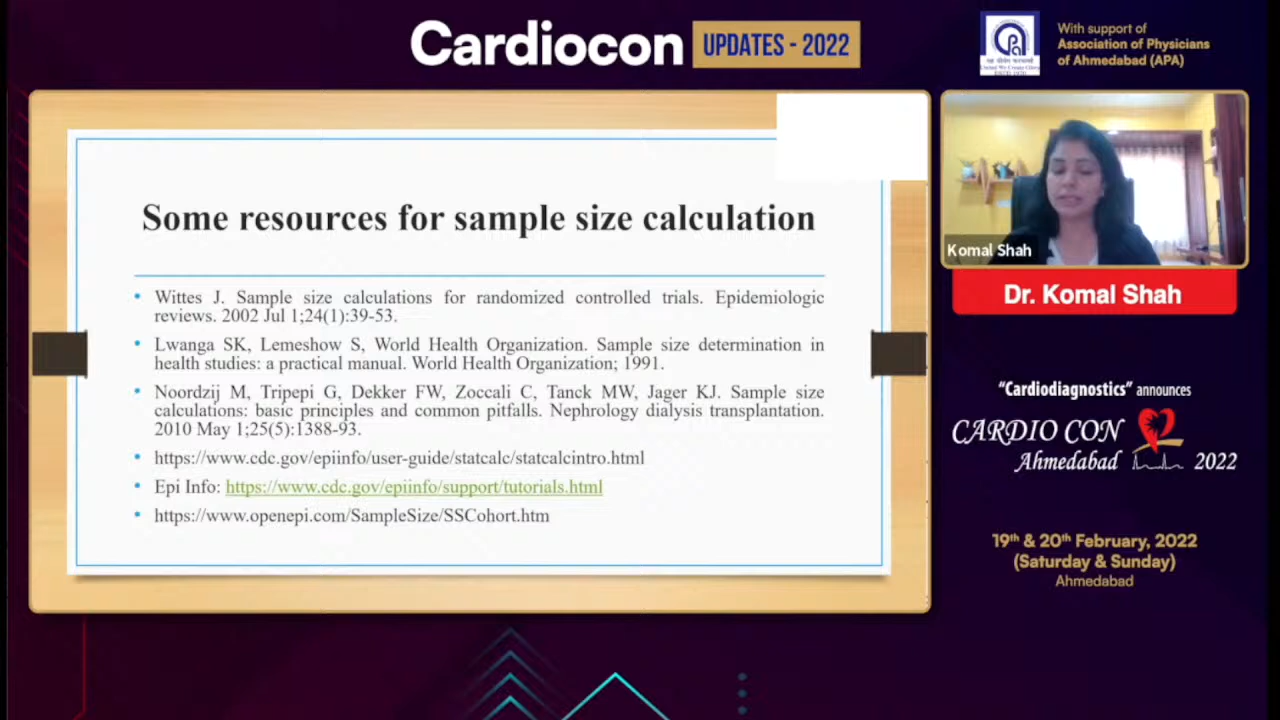 Cardiocon UPDATES - 2022
With support of
Association of Physicians
of Ahmedabad (APA)
Some resources for sample size calculation
• Wittes J. Sample size calculations for randomized controlled trials. Epidemiologic
reviews. 2002 Jul 1;24(1):39-53.
• Lwanga SK, Lemeshow S, World Health Organization. Sample size determination in
health studies: a practical manual. World Health Organization; 1991.
• Noordzij M, Tripepi G, Dekker FW, Zoccali C, Tanck MW, Jager KJ. Sample size
calculations: basic principles and common pitfalls. Nephrology dialysis transplantation.
2010 May 1;25(5):1388-93.
• https://www.cdc.gov/epiinfo/user-guide/statcalc/statcalcintro.html
• Epi Info: https://www.cdc.gov/epiinfo/support/tutorials.html
• https://www.openepi.com/SampleSize/SSCohort.htm
Komal Shah
Dr. Komal Shah
“Cardiodiagnostics” announces
CARDIO CON
Ahmedabad 2022
19th & 20th February, 2022
(Saturday & Sunday)
Ahmedabad